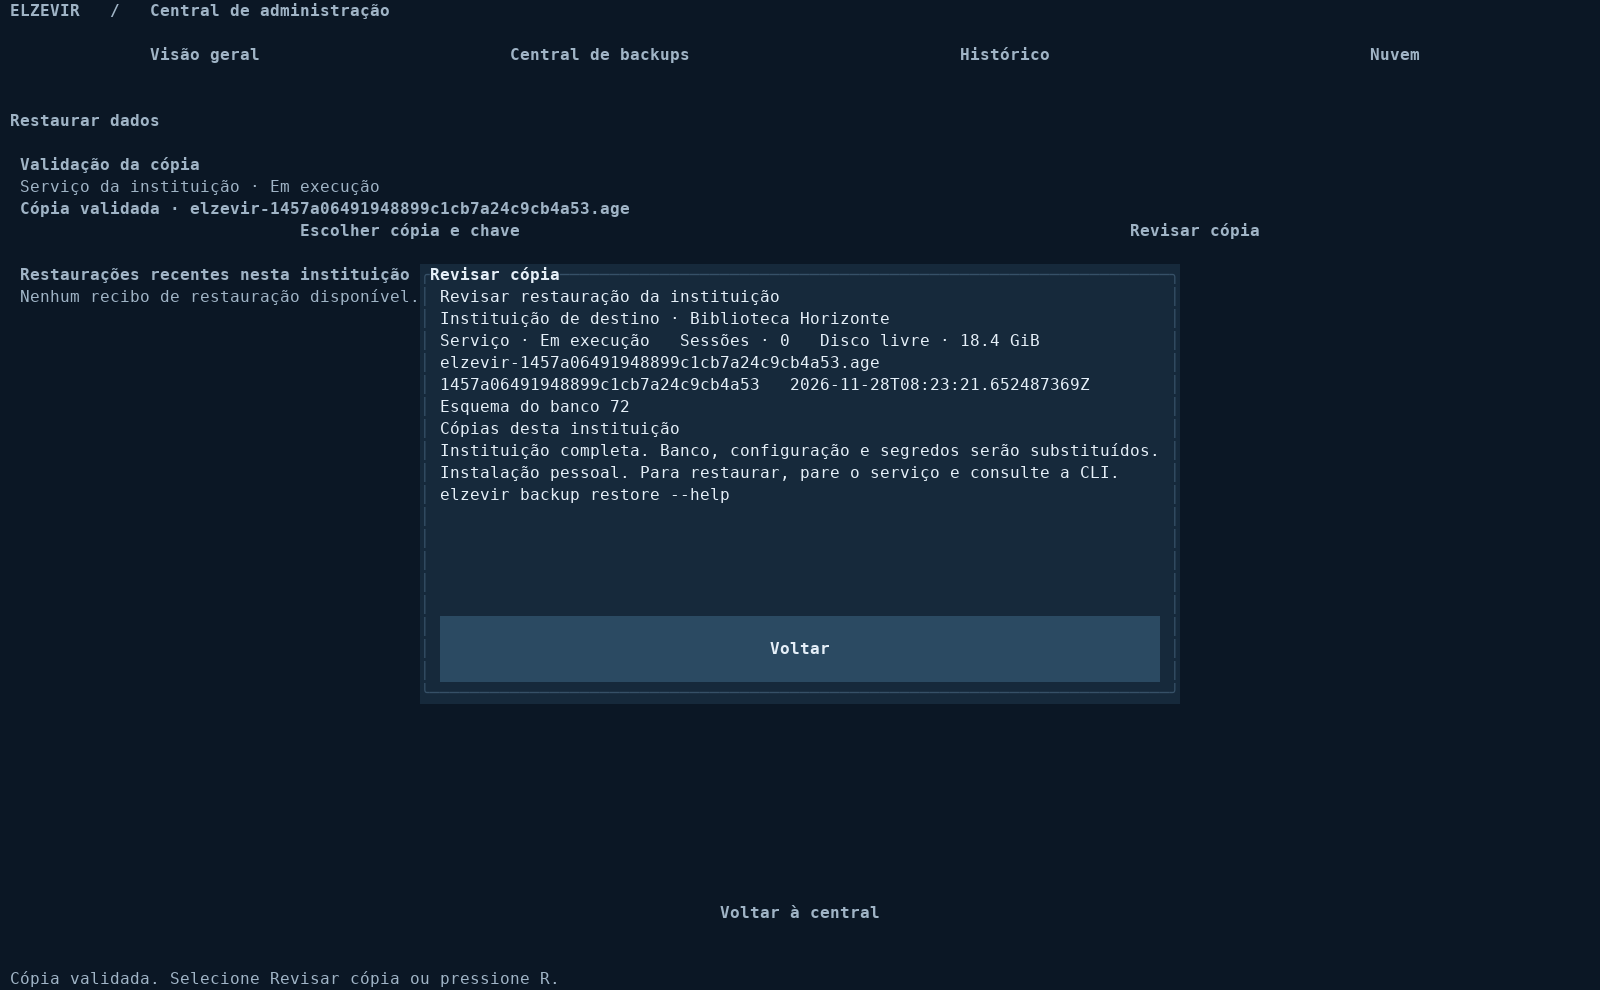 ELZEVIR / Central de administração
Visão geral Central de backups Histórico Nuvem
Restaurar dados
Validação da cópia
Serviço da instituição · Em execução
Cópia validada · elzevir-1457a06491948899c1cb7a24c9cb4a53.age
Escolher cópia e chave Revisar cópia
Restaurações recentes nesta instituição
Nenhum recibo de restauração disponível.
Revisar cópia
Revisar restauração da instituição
Instituição de destino · Biblioteca Horizonte
Serviço · Em execução Sessões · 0 Disco livre · 18.4 GiB
elzevir-1457a06491948899c1cb7a24c9cb4a53.age
1457a06491948899c1cb7a24c9cb4a53 2026-11-28T08:23:21.652487369Z
Esquema do banco 72
Cópias desta instituição
Instituição completa. Banco, configuração e segredos serão substituídos.
Instalação pessoal. Para restaurar, pare o serviço e consulte a CLI.
elzevir backup restore --help
Voltar
Voltar à central
Cópia validada. Selecione Revisar cópia ou pressione R.